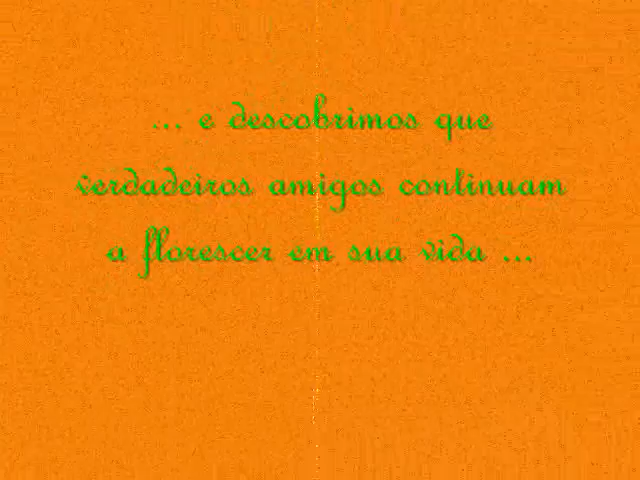 ... e descobrimos que
verdadeiros amigos continuam
a florescer em sua vida ...